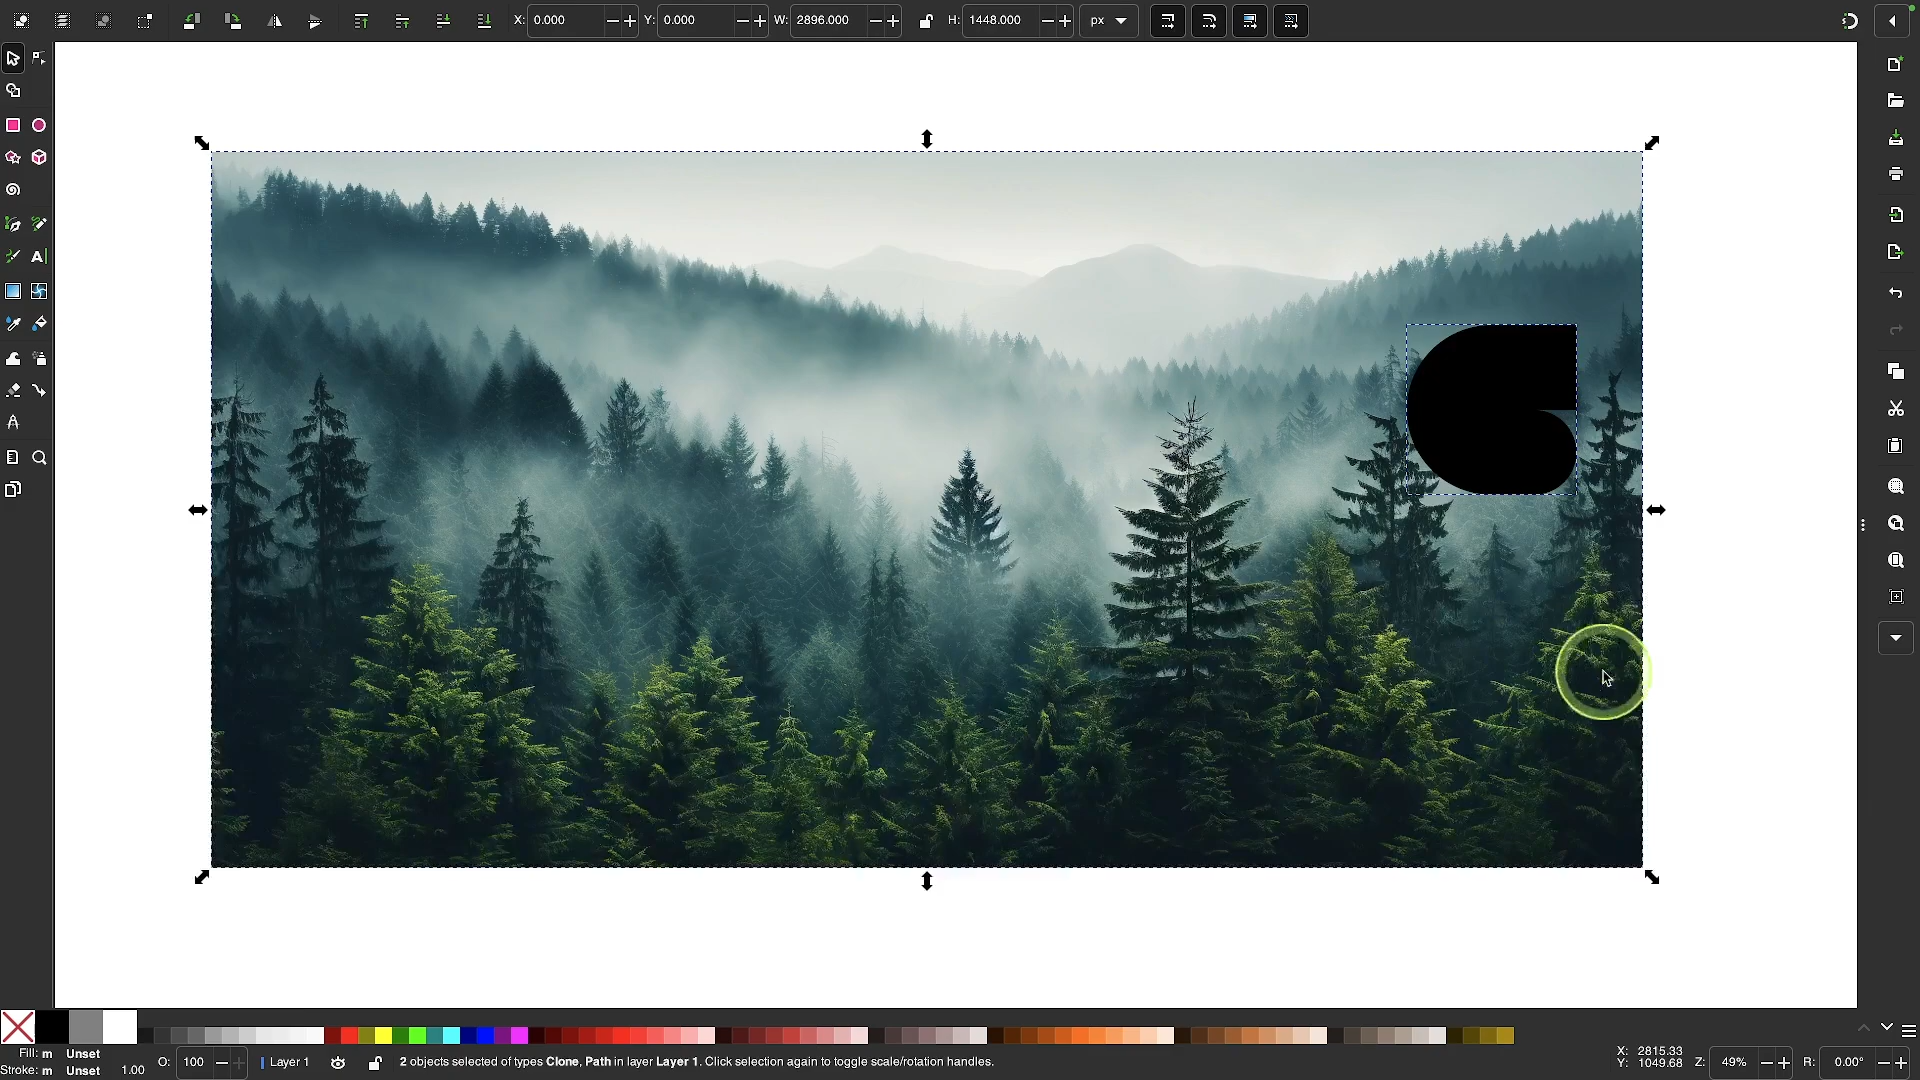 X: 0.000 Y: 0.000 W: 2896.000 H: 1448.000 px
Fill: m Unset
Stroke: m Unset 1.00
O: 100 Layer 1 2 objects selected of types Clone, Path in layer Layer 1. Click selection again to toggle scale/rotation handles.
X: 2815.33
Y: 1049.68
Z: 49% R: 0.00°